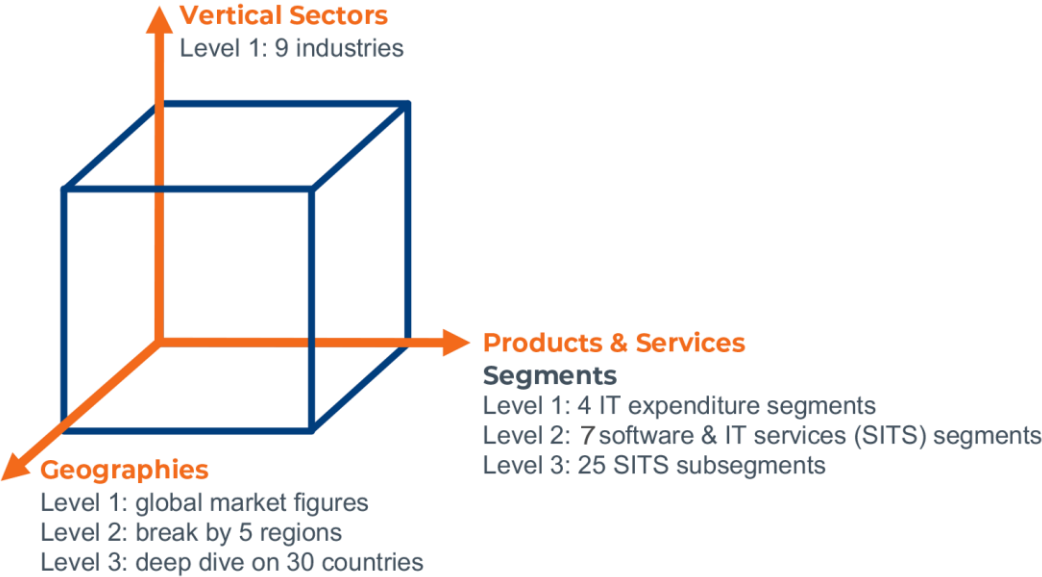 Vertical Sectors
Level 1: 9 industries
Products & Services
Segments
Level 1: 4 IT expenditure segments
Level 2: 7 software & IT services (SITS) segments
Level 3: 25 SITS subsegments
Geographies
Level 1: global market figures
Level 2: break by 5 regions
Level 3: deep dive on 30 countries